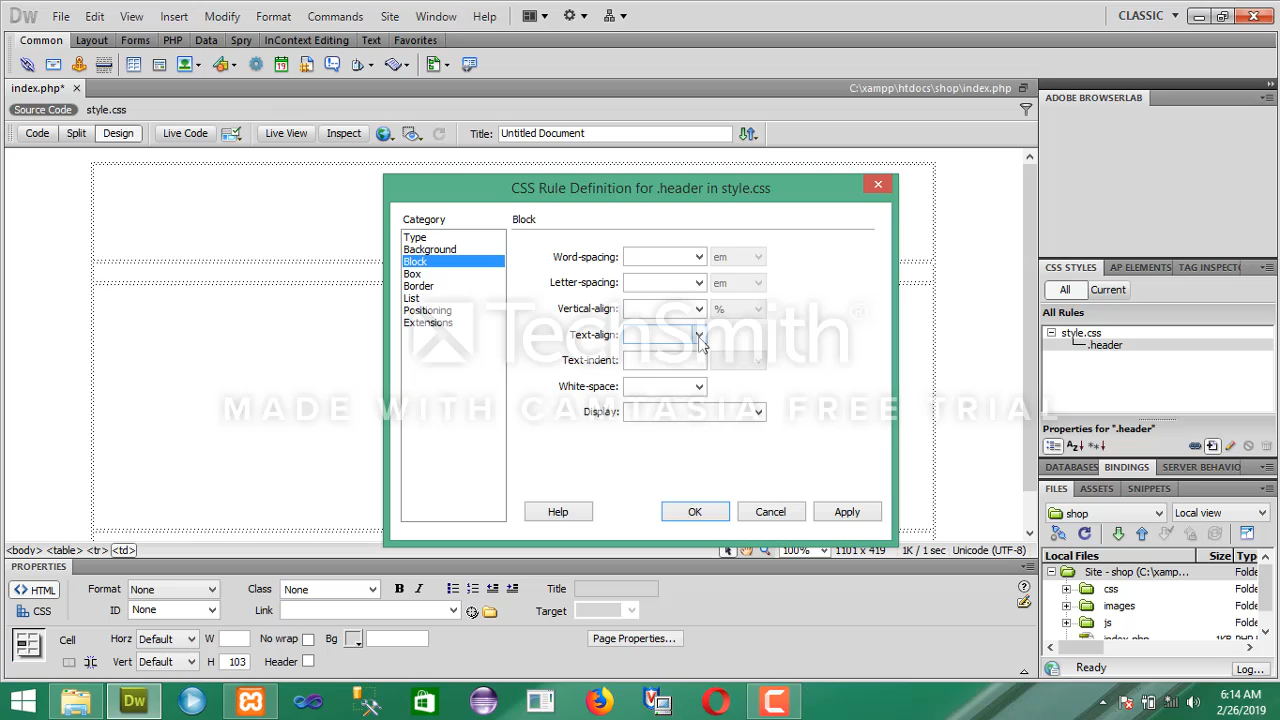 Dw File Edit View Insert Modify Format Commands Site Window Help CLASSIC
Common Layout Forms PHP Data Spry InContext Editing Text Favorites
index.php* C:\xampp\htdocs\shop\index.php
Source Code style.css
Code Split Design Live Code Live View Inspect Title: Untitled Document
CSS Rule Definition for .header in style.css
Category
Type
Background
Block
Box
Border
List
Positioning
Extensions
Block
Word-spacing: em
Letter-spacing: em
Vertical-align: %
Text-align:
Text-indent:
White-space:
Display:
Help OK Cancel Apply
TechSmith®
MADE WITH CAMTASIA FREE TRIAL
ADOBE BROWSERLAB
CSS STYLES AP ELEMENTS TAG INSPECTO
All Current
All Rules
style.css
.header
Properties for ".header"
DATABASES BINDINGS SERVER BEHAVIO
FILES ASSETS SNIPPETS
shop Local view
Local Files Size Type
Site - shop (C:\xamp... Folde
css Folde
images Folde
js Folde
index.php 1KB PHP
Ready Log...
<body> <table> <tr> <td> 100% 1101 x 419 1K / 1 sec Unicode (UTF-8)
PROPERTIES
HTML Format None Class None B I Title
CSS ID None Link Target
Cell Horz Default W No wrap Bg Page Properties...
Vert Default H 103 Header
Dw
6:14 AM
2/26/2019